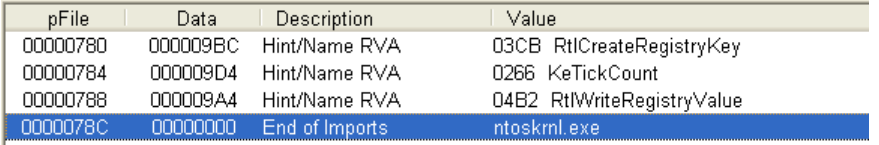 pFile Data Description Value
00000780 000009BC Hint/Name RVA 03CB RtlCreateRegistryKey
00000784 000009D4 Hint/Name RVA 0266 KeTickCount
00000788 000009A4 Hint/Name RVA 04B2 RtlWriteRegistryValue
0000078C 00000000 End of Imports ntoskrnl.exe